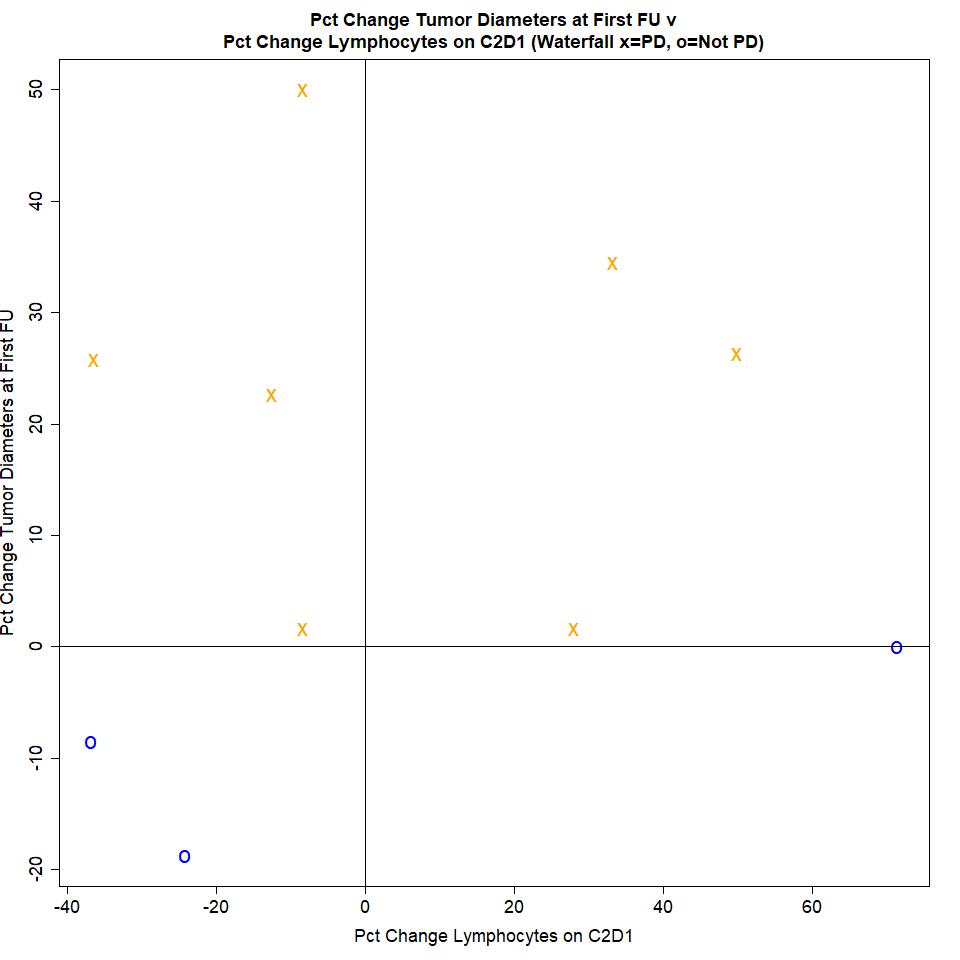 Pct Change Tumor Diameters at First FU v
Pct Change Lymphocytes on C2D1 (Waterfall x=PD, o=Not PD)
Pct Change Tumor Diameters at First FU
50
40
30
20
10
0
-10
-20
X
X
X
X
X
X
X
O
O
O
-40
-20
0
20
40
60
Pct Change Lymphocytes on C2D1